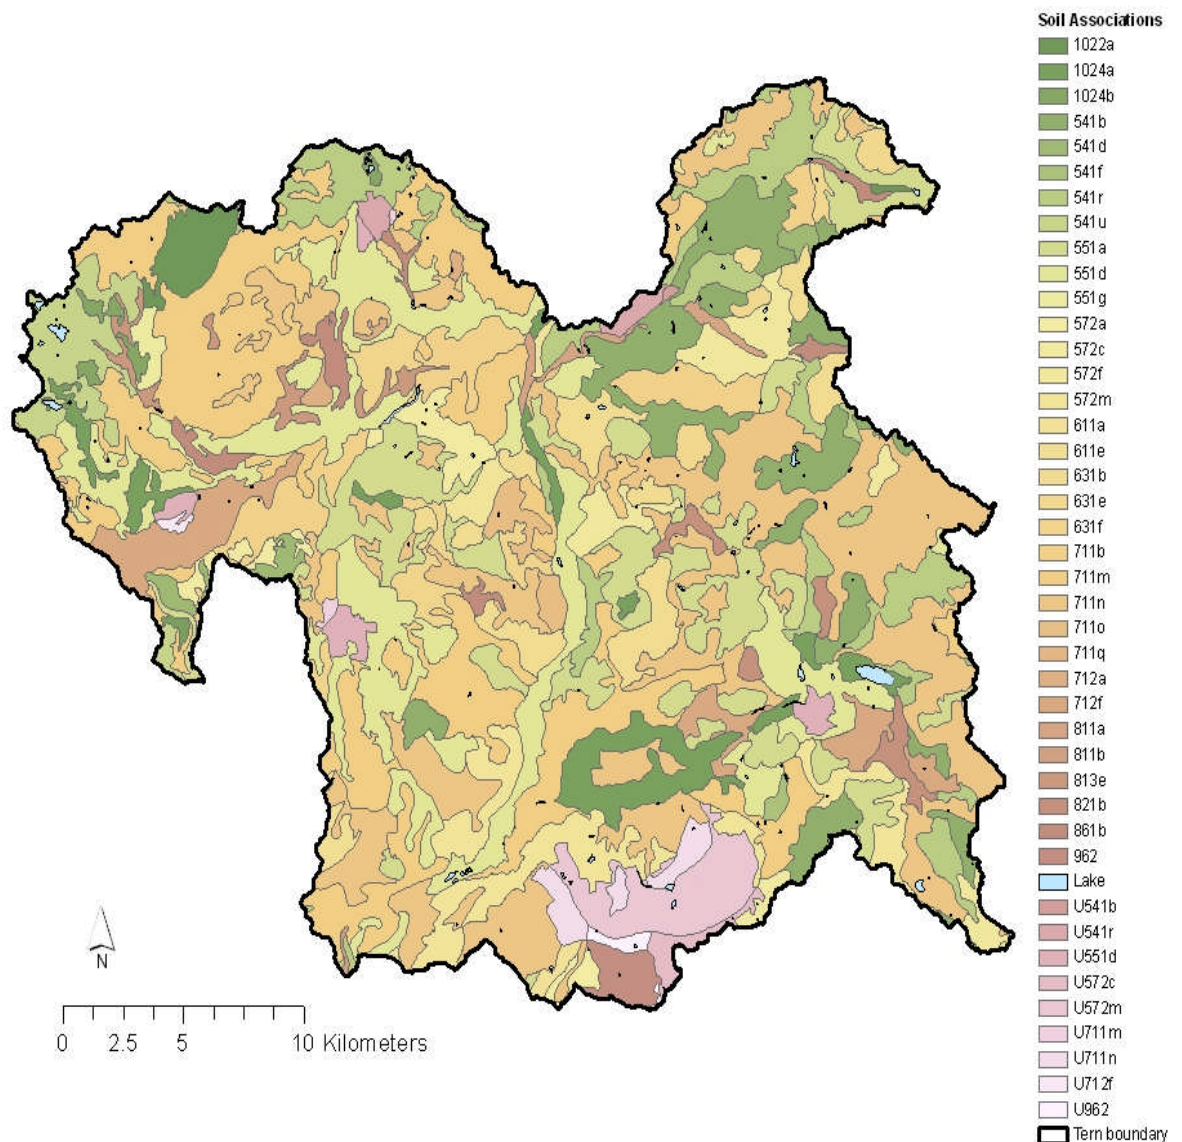 Soil Associations
1022a
1024a
1024b
541b
541d
541f
541r
541u
551a
551d
551g
572a
572c
572f
572m
611a
611e
631b
631e
631f
711b
711m
711n
711o
711q
712a
712f
811a
811b
813e
821b
861b
962
Lake
U541b
U541r
U551d
U572c
U572m
U711m
U711n
U712f
U962
Tern boundary
N
0 2.5 5 10 Kilometers